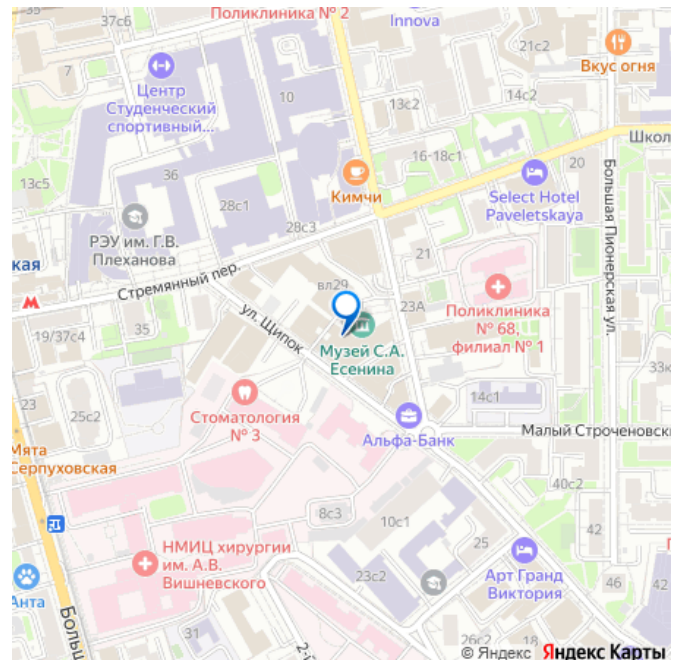 37с6
Поликлиника № 2
Innova
21с2
Вкус огня
7
Центр
Студенческий
спортивный...
10
13с2
14с2
Школ
16-18с1
20
36
Кимчи
Select Hotel
Paveletskaya
13с5
28с1
28с3
РЭУ им. Г.В.
Плеханова
Большая Пионерская ул.
21
ская
Стремянный пер.
вл29
23А
Поликлиника
№ 68,
филиал № 1
19/37с4
35
ул. Щипок
Музей С.А.
Есенина
33к
23
25с2
Стоматология
№ 3
14с1
Альфа-Банк
Малый Строченовск
Мята
Серпуховская
40с2
8с3
10с1
25
42
НМИЦ хирургии
им. А.В.
Вишневского
23с2
Арт Гранд
Виктория
46
42
Анта
Больш
31
2-й
26с2
18
© Яндекс Яндекс Карты